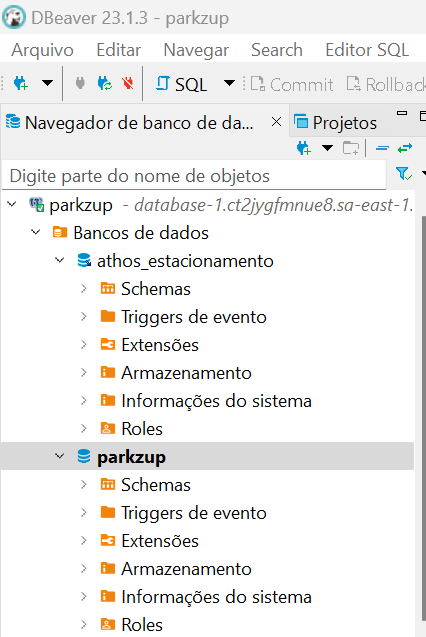 DBeaver 23.1.3 - parkzup
Arquivo Editar Navegar Search Editor SQL
SQL Commit Rollback
Navegador de banco de da... Projetos
Digite parte do nome de objetos
parkzup - database-1.ct2jygfmnue8.sa-east-1.
Bancos de dados
athos_estacionamento
Schemas
Triggers de evento
Extensões
Armazenamento
Informações do sistema
Roles
parkzup
Schemas
Triggers de evento
Extensões
Armazenamento
Informações do sistema
Roles